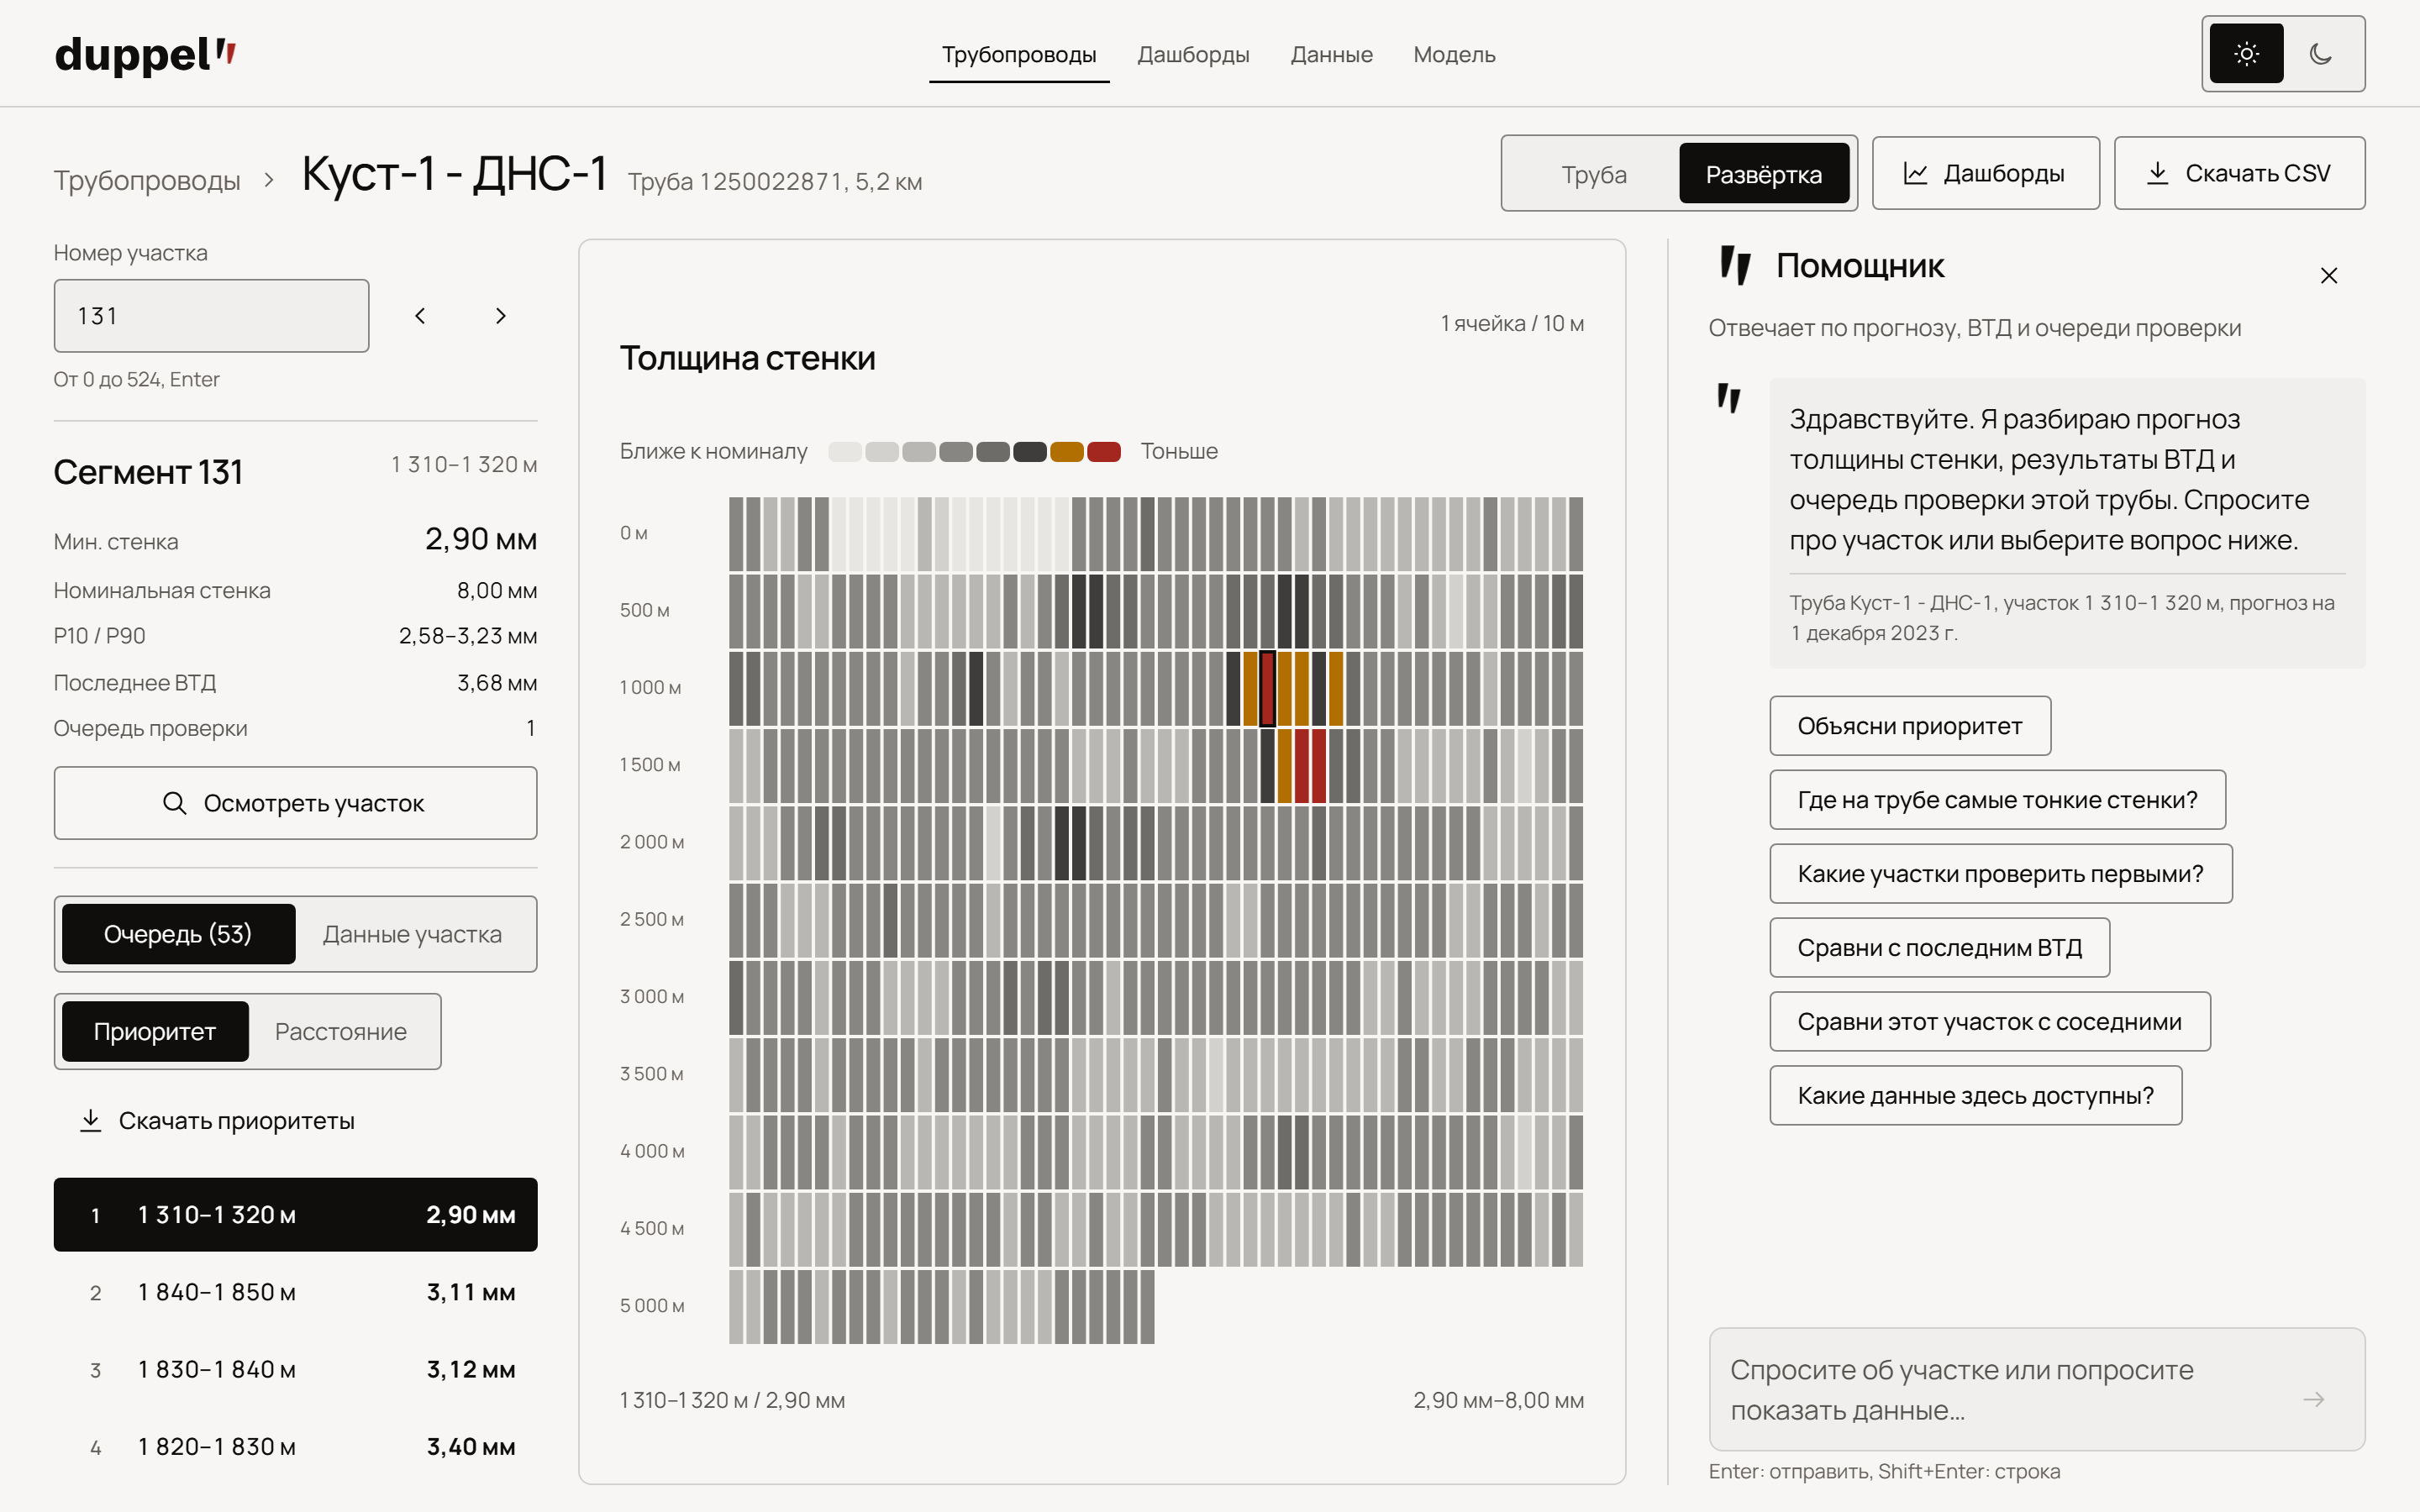 duppel
Трубопроводы
Дашборды
Данные
Модель
Трубопроводы
Куст-1 - ДНС-1
Труба 1250022871, 5,2 км
Труба
Развёртка
Дашборды
Скачать CSV
Номер участка
131
От 0 до 524, Enter
Сегмент 131
1 310–1 320 м
Мин. стенка
2,90 мм
Номинальная стенка
8,00 мм
P10 / P90
2,58–3,23 мм
Последнее ВТД
3,68 мм
Очередь проверки
1
Осмотреть участок
Очередь (53)
Данные участка
Приоритет
Расстояние
Скачать приоритеты
1 1 310–1 320 м 2,90 мм
2 1 840–1 850 м 3,11 мм
3 1 830–1 840 м 3,12 мм
4 1 820–1 830 м 3,40 мм
1 ячейка / 10 м
Толщина стенки
Ближе к номиналу
Тоньше
0 м
500 м
1 000 м
1 500 м
2 000 м
2 500 м
3 000 м
3 500 м
4 000 м
4 500 м
5 000 м
1 310–1 320 м / 2,90 мм
2,90 мм–8,00 мм
Помощник
Отвечает по прогнозу, ВТД и очереди проверки
Здравствуйте. Я разбираю прогноз
толщины стенки, результаты ВТД и
очередь проверки этой трубы. Спросите
про участок или выберите вопрос ниже.
Труба Куст-1 - ДНС-1, участок 1 310–1 320 м, прогноз на
1 декабря 2023 г.
Объясни приоритет
Где на трубе самые тонкие стенки?
Какие участки проверить первыми?
Сравни с последним ВТД
Сравни этот участок с соседними
Какие данные здесь доступны?
Спросите об участке или попросите
показать данные…
Enter: отправить, Shift+Enter: строка